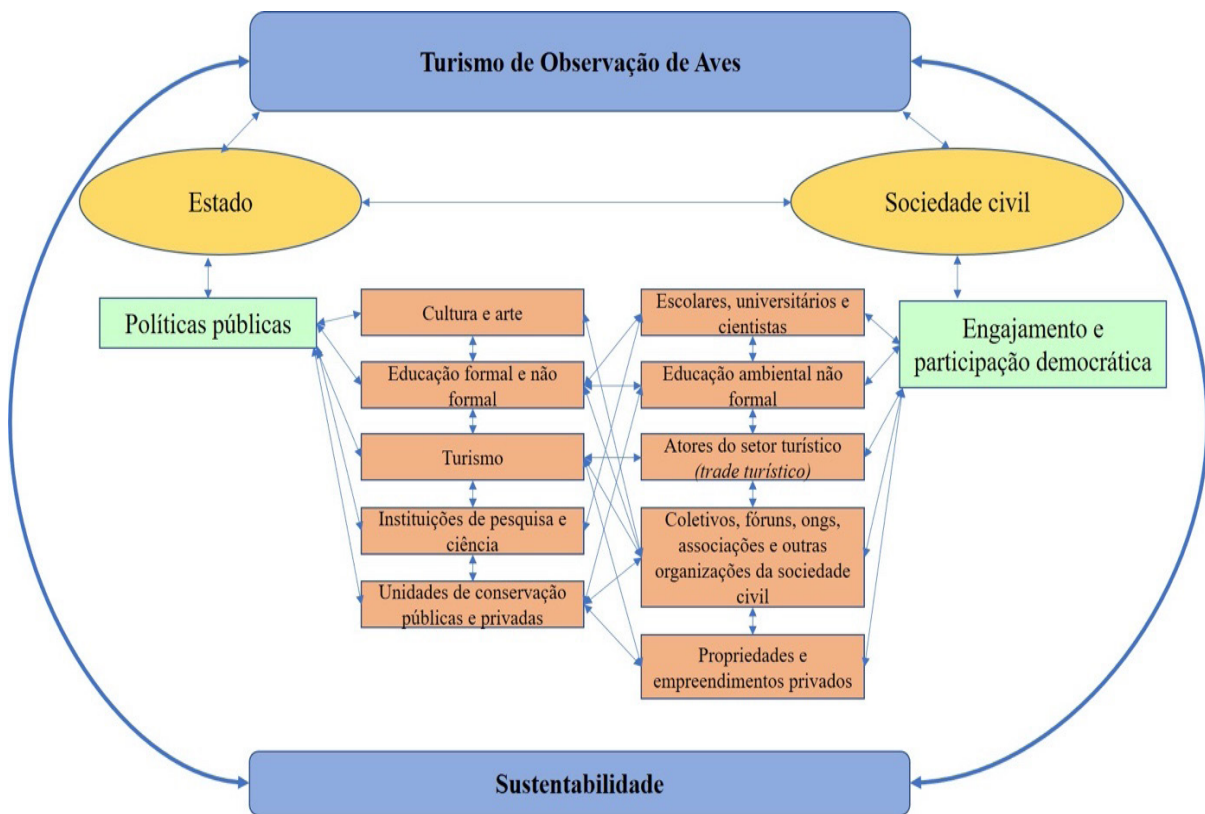 Turismo de Observação de Aves
Estado
Sociedade civil
Políticas públicas
Cultura e arte
Educação formal e não
formal
Turismo
Instituições de pesquisa e
ciência
Unidades de conservação
públicas e privadas
Escolares, universitários e
cientistas
Educação ambiental não
formal
Atores do setor turístico
(trade turístico)
Coletivos, fóruns, ongs,
associações e outras
organizações da sociedade
civil
Propriedades e
empreendimentos privados
Engajamento e
participação democrática
Sustentabilidade